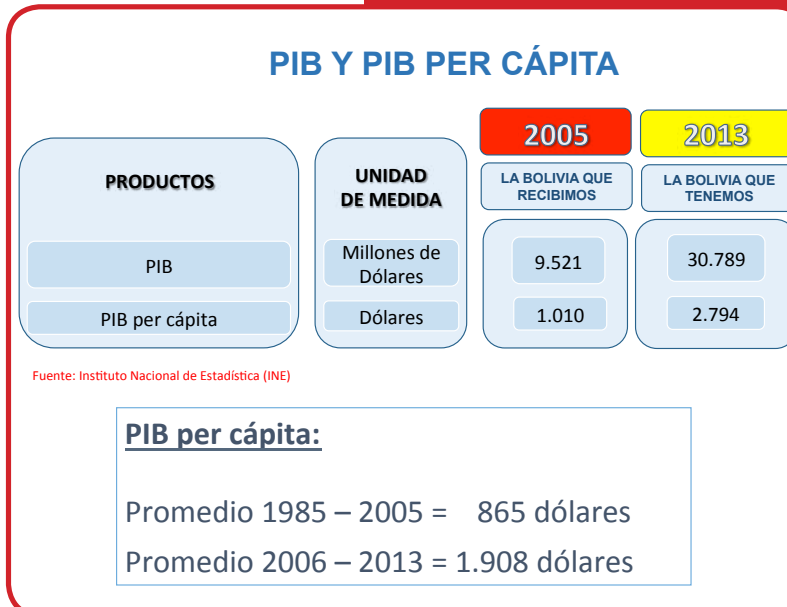 PIB Y PIB PER CÁPITA
2005
2013
PRODUCTOS
UNIDAD
DE MEDIDA
LA BOLIVIA QUE
RECIBIMOS
LA BOLIVIA QUE
TENEMOS
PIB
Millones de
Dólares
9.521
30.789
PIB per cápita
Dólares
1.010
2.794
Fuente: Instituto Nacional de Estadística (INE)
PIB per cápita:
Promedio 1985 – 2005 = 865 dólares
Promedio 2006 – 2013 = 1.908 dólares